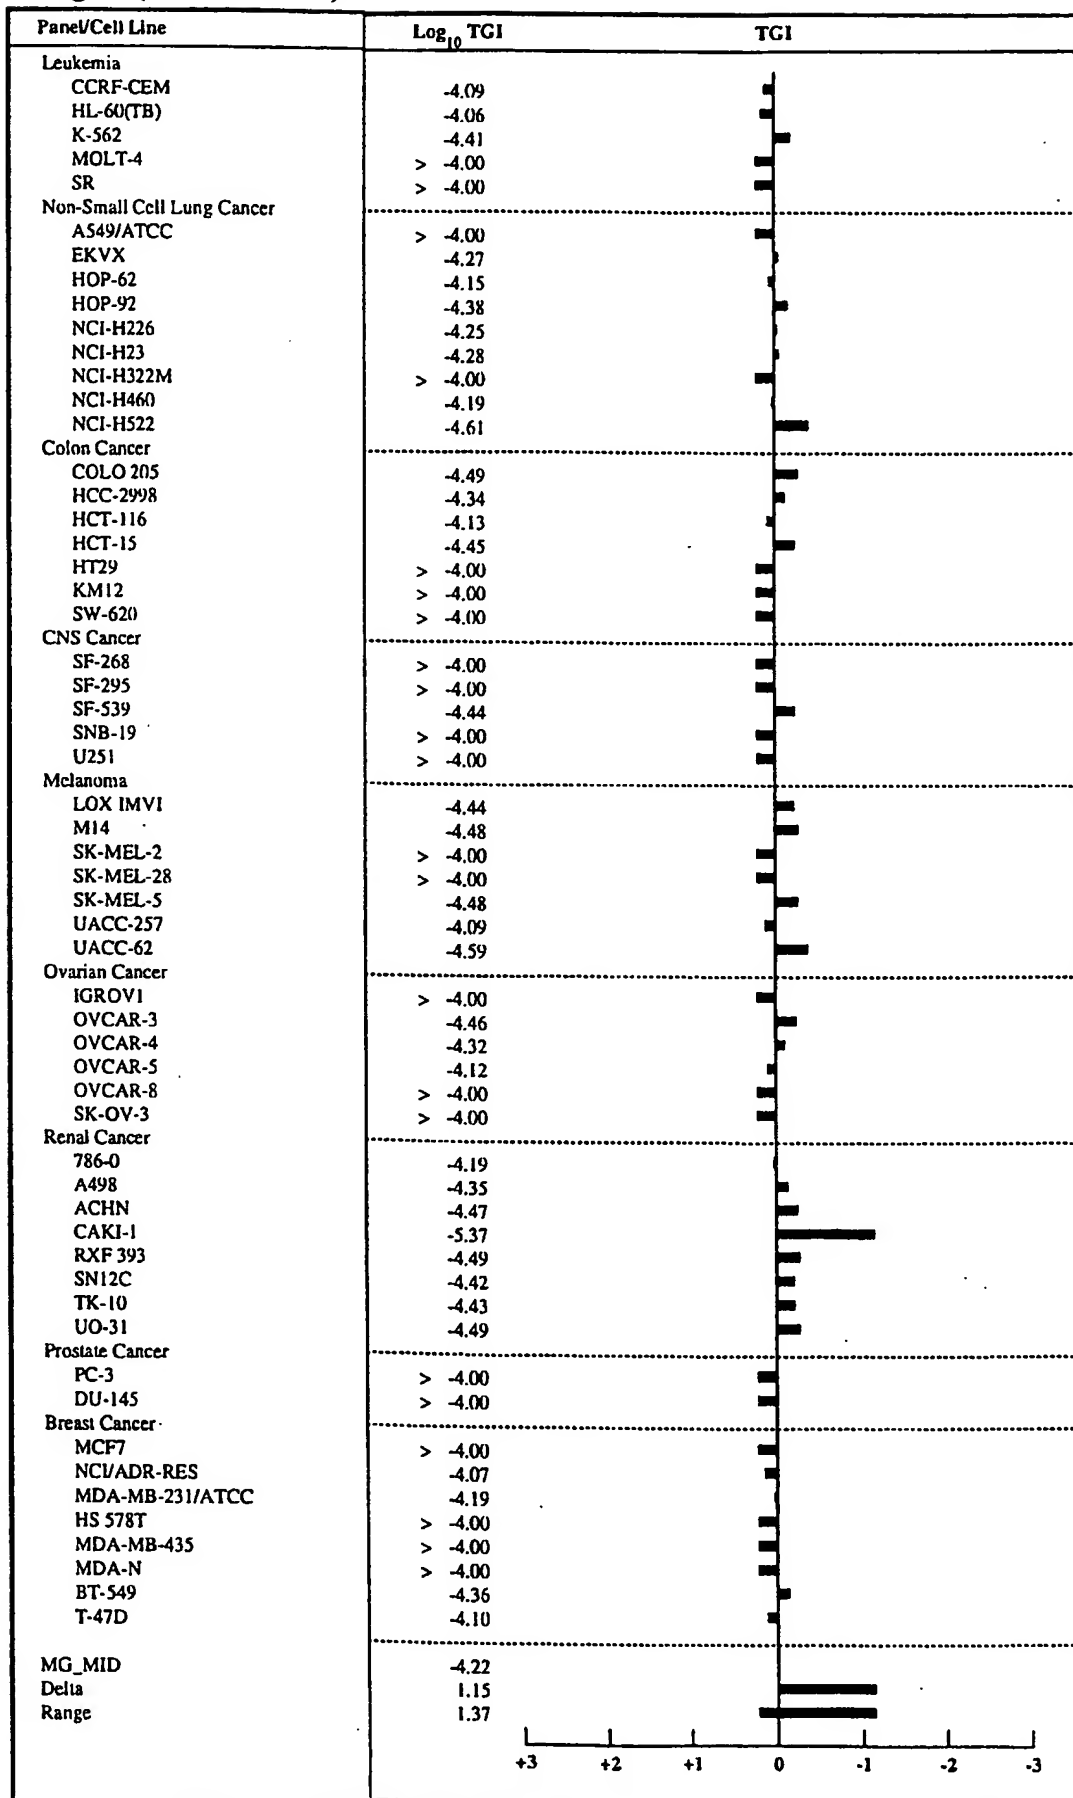 Panel/Cell Line Log10 TGI TGI
Leukemia
CCRF-CEM -4.09
HL-60(TB) -4.06
K-562 -4.41
MOLT-4 > -4.00
SR > -4.00
Non-Small Cell Lung Cancer
A549/ATCC > -4.00
EKVX -4.27
HOP-62 -4.15
HOP-92 -4.38
NCI-H226 -4.25
NCI-H23 -4.28
NCI-H322M > -4.00
NCI-H460 -4.19
NCI-H522 -4.61
Colon Cancer
COLO 205 -4.49
HCC-2998 -4.34
HCT-116 -4.13
HCT-15 -4.45
HT29 > -4.00
KM12 > -4.00
SW-620 > -4.00
CNS Cancer
SF-268 > -4.00
SF-295 > -4.00
SF-539 -4.44
SNB-19 > -4.00
U251 > -4.00
Melanoma
LOX IMVI -4.44
M14 -4.48
SK-MEL-2 > -4.00
SK-MEL-28 > -4.00
SK-MEL-5 -4.48
UACC-257 -4.09
UACC-62 -4.59
Ovarian Cancer
IGROV1 > -4.00
OVCAR-3 -4.46
OVCAR-4 -4.32
OVCAR-5 -4.12
OVCAR-8 > -4.00
SK-OV-3 > -4.00
Renal Cancer
786-0 -4.19
A498 -4.35
ACHN -4.47
CAKI-1 -5.37
RXF 393 -4.49
SN12C -4.42
TK-10 -4.43
UO-31 -4.49
Prostate Cancer
PC-3 > -4.00
DU-145 > -4.00
Breast Cancer
MCF7 > -4.00
NCI/ADR-RES -4.07
MDA-MB-231/ATCC -4.19
HS 578T > -4.00
MDA-MB-435 > -4.00
MDA-N > -4.00
BT-549 -4.36
T-47D -4.10
MG_MID -4.22
Delta 1.15
Range 1.37
+3 +2 +1 0 -1 -2 -3